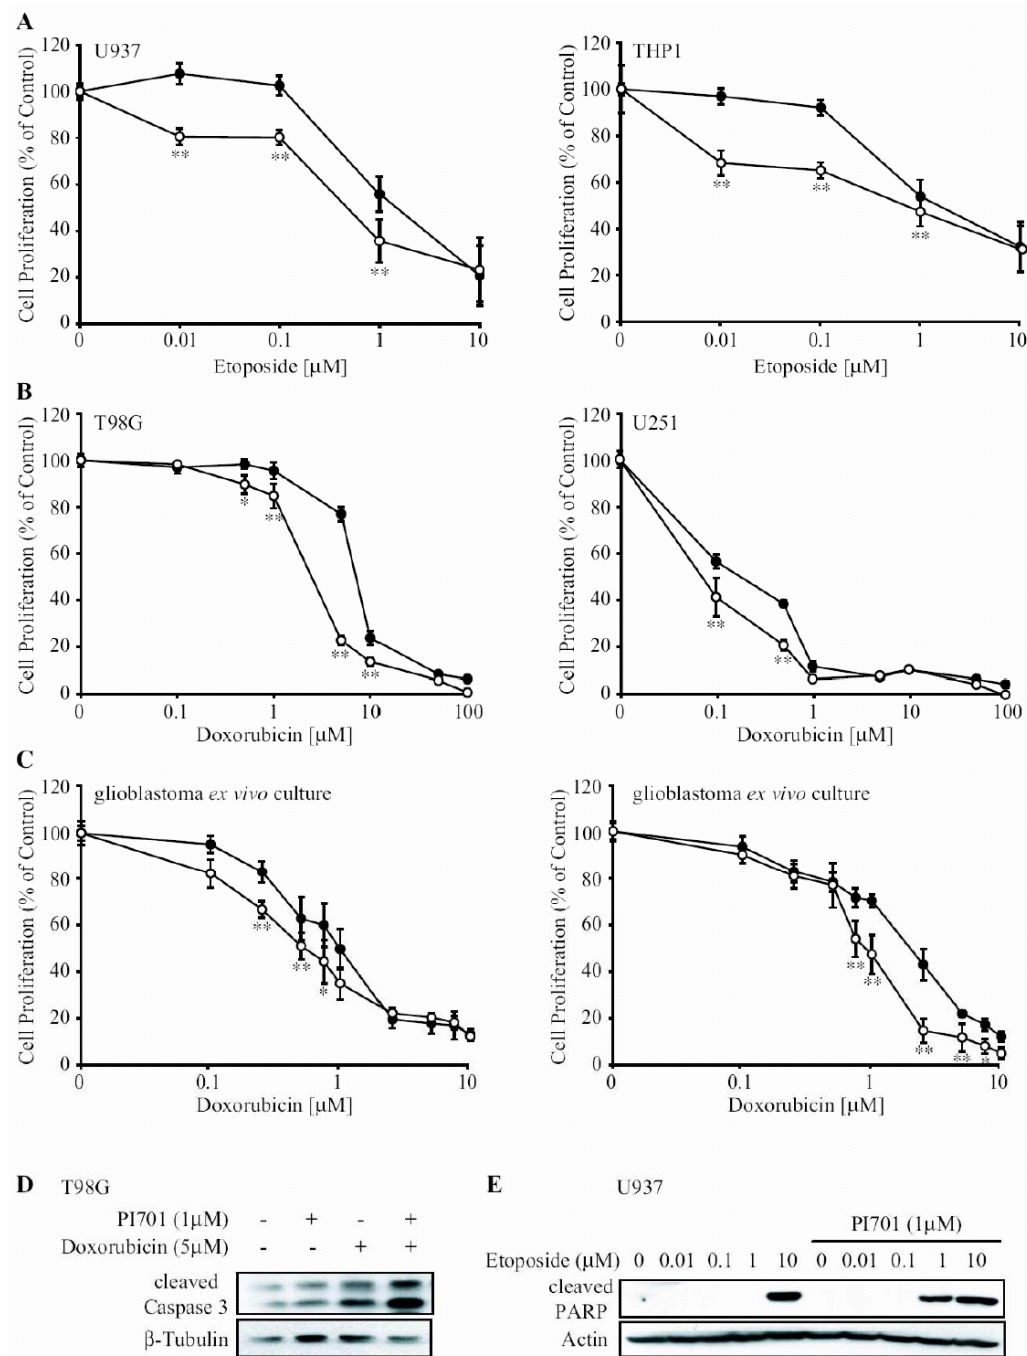 A
U937
THP1
Cell Proliferation (% of Control)
120
100
80
60
40
20
0
**
**
**
0 0.01 0.1 1 10
Etoposide [μM]
Cell Proliferation (% of Control)
120
100
80
60
40
20
0
**
**
**
0 0.01 0.1 1 10
Etoposide [μM]
B
T98G
U251
Cell Proliferation (% of Control)
120
100
80
60
40
20
0
*
**
**
**
0 0.1 1 10 100
Doxorubicin [μM]
Cell Proliferation (% of Control)
120
100
80
60
40
20
0
**
**
0 0.1 1 10 100
Doxorubicin [μM]
C
glioblastoma ex vivo culture
glioblastoma ex vivo culture
Cell Proliferation (% of Control)
120
100
80
60
40
20
0
**
**
*
0 0.1 1 10
Doxorubicin [μM]
Cell Proliferation (% of Control)
120
100
80
60
40
20
0
**
**
**
**
*
0 0.1 1 10
Doxorubicin [μM]
D T98G
PI701 (1μM) - + - +
Doxorubicin (5μM) - - + +
cleaved
Caspase 3
β-Tubulin
E U937
PI701 (1μM)
Etoposide (μM) 0 0.01 0.1 1 10 0 0.01 0.1 1 10
cleaved
PARP
Actin